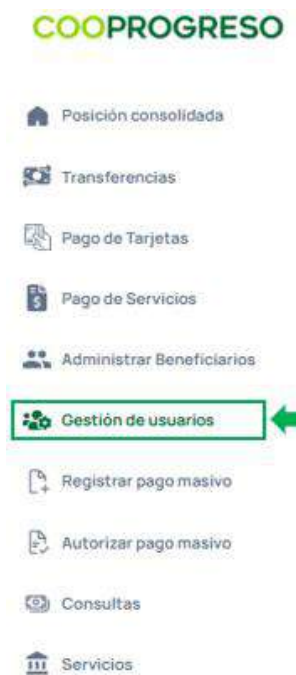 COOPROGRESO
Posición consolidada
Transferencias
Pago de Tarjetas
Pago de Servicios
Administrar Beneficiarios
Gestión de usuarios
Registrar pago masivo
Autorizar pago masivo
Consultas
Servicios